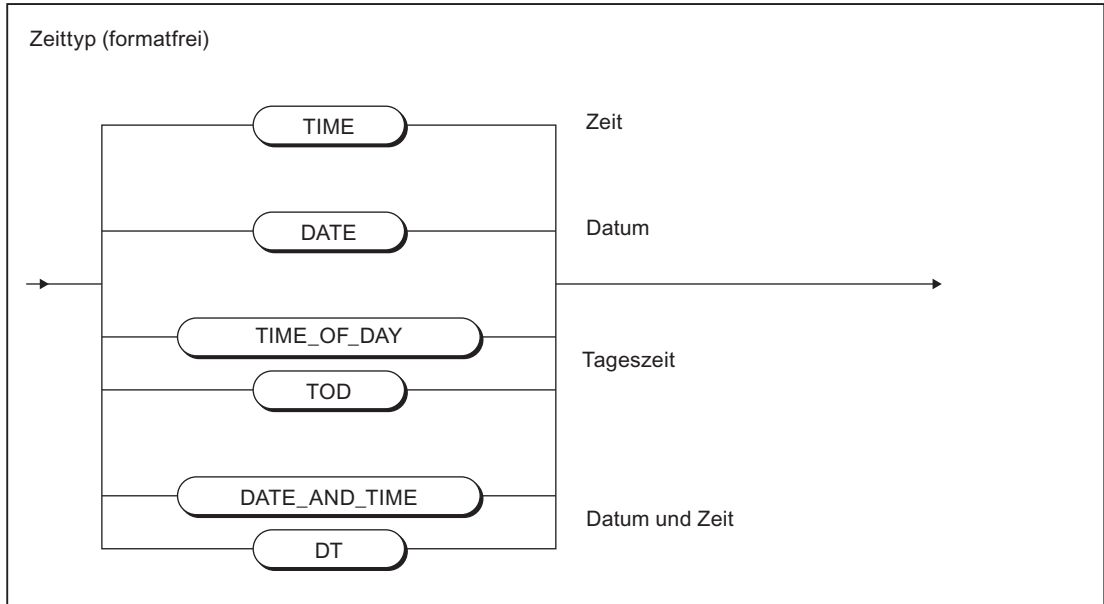 Zeittyp (formatfrei)
TIME
Zeit
DATE
Datum
TIME_OF_DAY
Tageszeit
TOD
DATE_AND_TIME
Datum und Zeit
DT